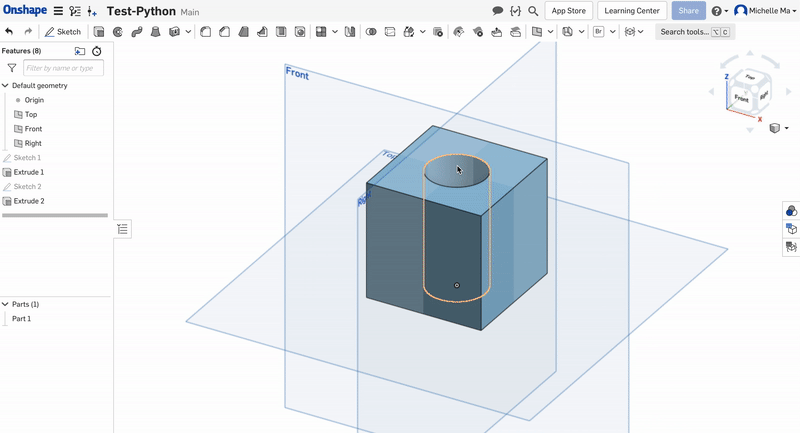 Onshape Test-Python Main App Store Learning Center Share Michelle Ma
Sketch Br Search tools... ⌥ C
Features (8)
Filter by name or type
Default geometry
Origin
Top
Front
Right
Sketch 1
Extrude 1
Sketch 2
Extrude 2
Parts (1)
Part 1
Front
Top
Z
Front
Right
X